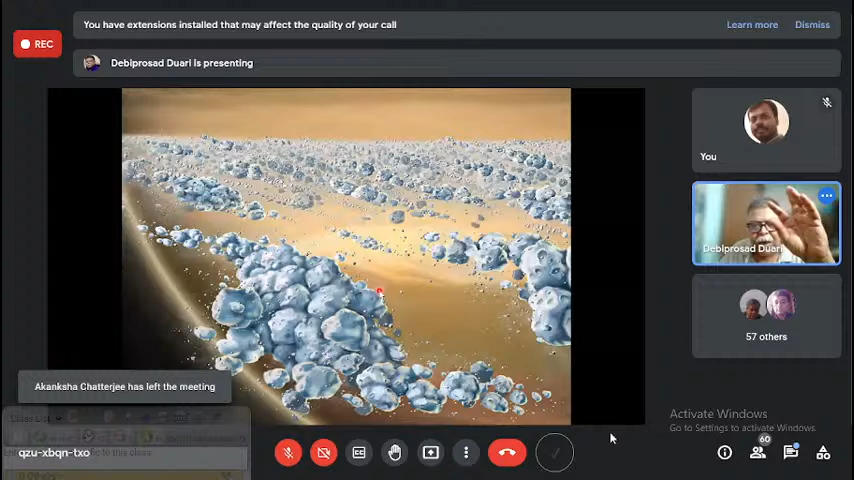 You have extensions installed that may affect the quality of your call
Learn more
Dismiss
REC
Debiprosad Duari is presenting
You
Debiprosad Duari
57 others
Akanksha Chatterjee has left the meeting
Class List
qzu-xbqn-txo
Activate Windows
Go to Settings to activate Windows.
60